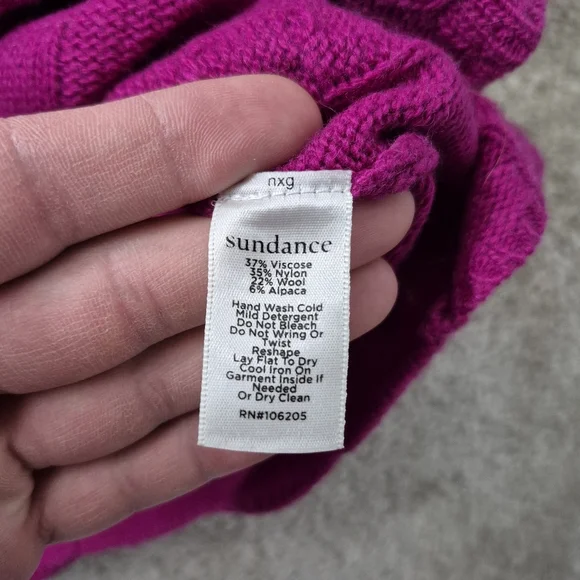 nxg
sundance
37% Viscose
35% Nylon
22% Wool
6% Alpaca
Hand Wash Cold
Mild Detergent
Do Not Bleach
Do Not Wring Or
Twist
Reshape
Lay Flat To Dry
Cool Iron On
Garment Inside If
Needed
Or Dry Clean
RN#106205